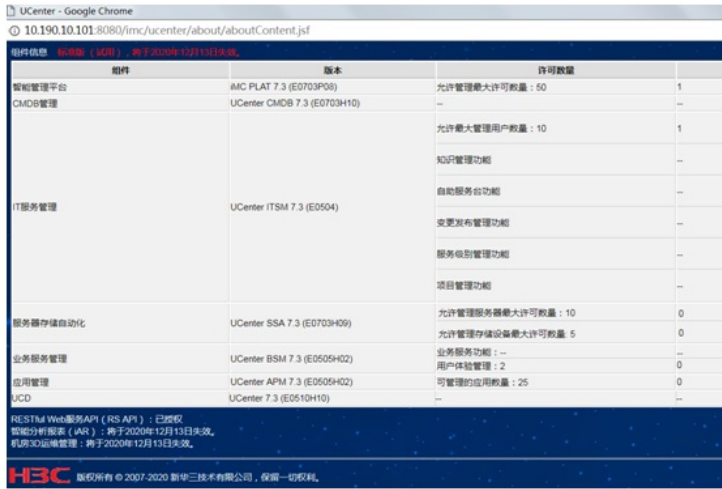 UCenter - Google Chrome
10.190.10.101:8080/imc/ucenter/about/aboutContent.jsf
组件信息 标准版（试用），将于2020年12月13日失效。
组件 版本 许可数量
智能管理平台 iMC PLAT 7.3 (E0703P08) 允许管理最大许可数量：50 1
CMDB管理 UCenter CMDB 7.3 (E0703H10) -- --
允许最大管理用户数量：10 1
知识管理功能 --
自助服务台功能 --
IT服务管理 UCenter ITSM 7.3 (E0504)
变更发布管理功能 --
服务级别管理功能 --
项目管理功能 --
服务器存储自动化 UCenter SSA 7.3 (E0703H09) 允许管理服务器最大许可数量：10 0
允许管理存储设备最大许可数量: 5 0
业务服务管理 UCenter BSM 7.3 (E0505H02) 业务服务功能：-- --
用户体验管理：2 0
应用管理 UCenter APM 7.3 (E0505H02) 可管理的应用数量：25 0
UCD UCenter 7.3 (E0510H10) -- --
RESTful Web服务API（RS API）：已授权
智能分析报表（iAR）：将于2020年12月13日失效。
机房3D运维管理：将于2020年12月13日失效。
H3C 版权所有 © 2007-2020 新华三技术有限公司，保留一切权利。